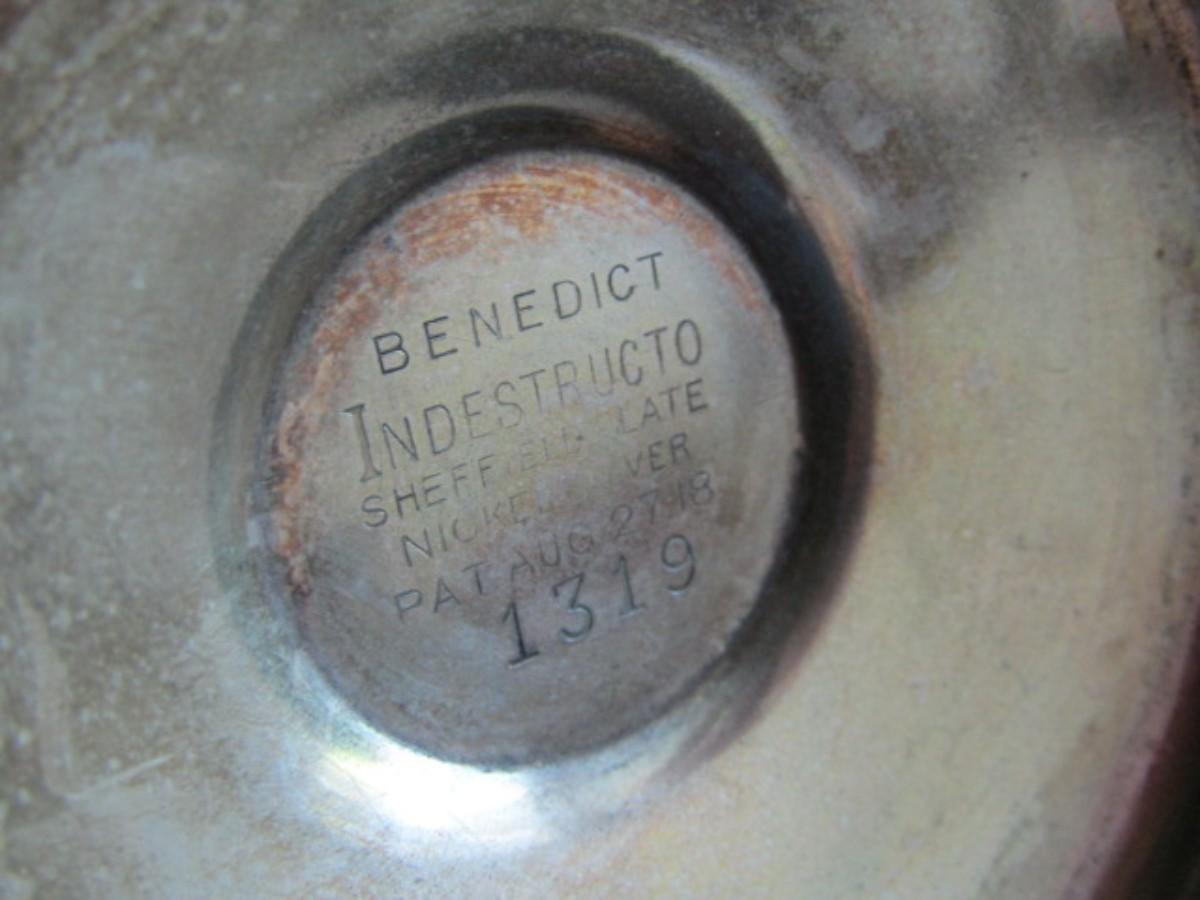 BENEDICT
INDESTRUCTO
SHEFFIELD PLATE
NICKEL SILVER
PAT AUG 27·18
1319